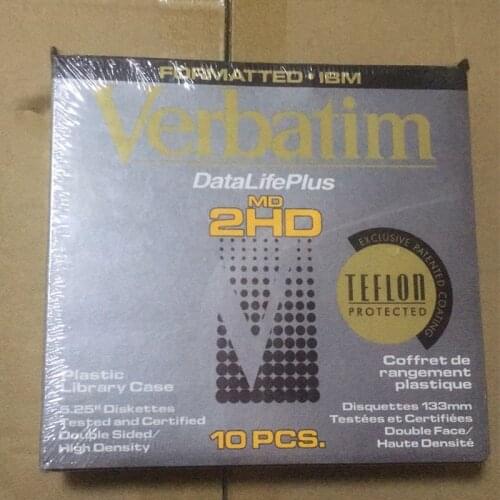 FORMATTED • IBM
Verbatim
DataLifePlus
MD
2HD
EXCLUSIVE PATENTED COATING
TEFLON
PROTECTED
Plastic
Library Case
5.25" Diskettes
Tested and Certified
Double Sided/
High Density
Coffret de
rangement
plastique
Disquettes 133mm
Testées et Certifiées
Double Face/
Haute Densité
10 PCS.